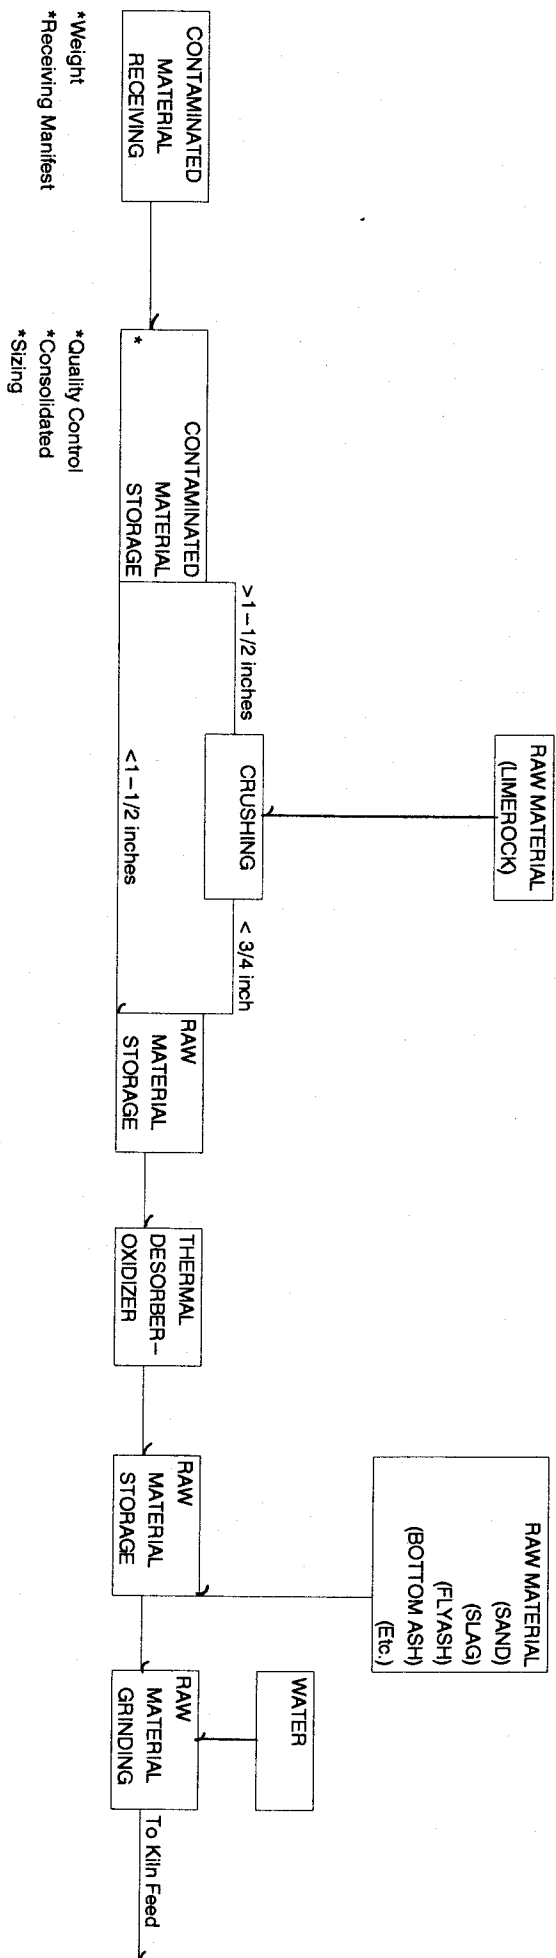 RAW MATERIAL
(LIMEROCK)
RAW MATERIAL
(SAND)
(SLAG)
(FLYASH)
(BOTTOM ASH)
(Etc.)
CONTAMINATED
MATERIAL
RECEIVING
*Weight
*Receiving Manifest
CONTAMINATED
MATERIAL
* STORAGE
*Quality Control
*Consolidated
*Sizing
>1-1/2 inches
<1-1/2 inches
CRUSHING
< 3/4 inch
RAW
MATERIAL
STORAGE
THERMAL
DESORBER-
OXIDIZER
RAW
MATERIAL
STORAGE
WATER
RAW
MATERIAL
GRINDING
To Kiln Feed